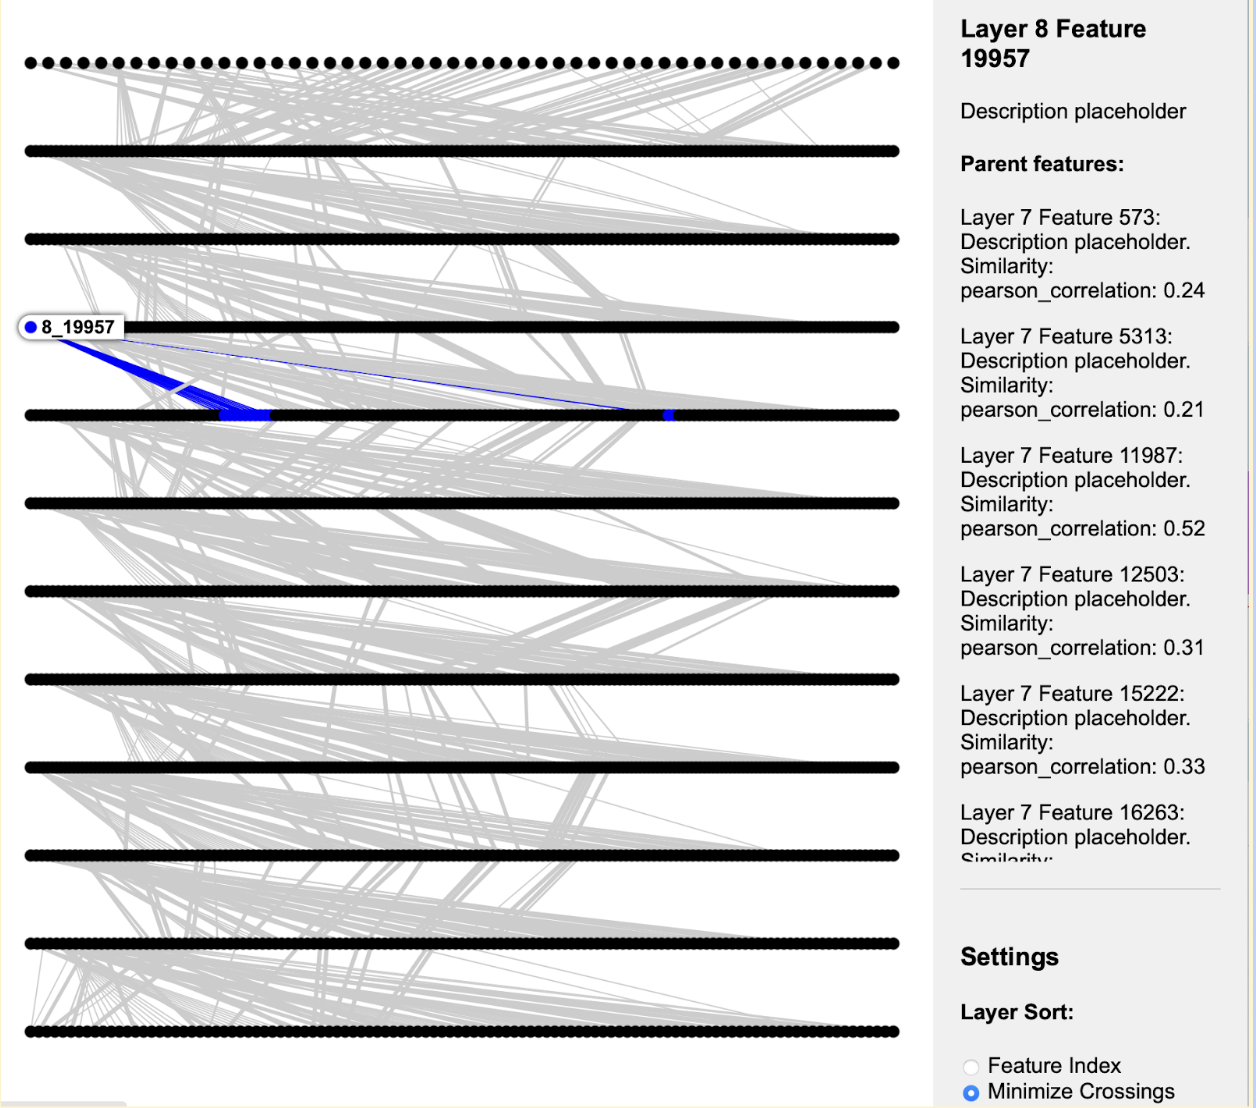 Layer 8 Feature
19957
Description placeholder
Parent features:
Layer 7 Feature 573:
Description placeholder.
Similarity:
pearson_correlation: 0.24
Layer 7 Feature 5313:
Description placeholder.
Similarity:
pearson_correlation: 0.21
8_19957
Layer 7 Feature 11987:
Description placeholder.
Similarity:
pearson_correlation: 0.52
Layer 7 Feature 12503:
Description placeholder.
Similarity:
pearson_correlation: 0.31
Layer 7 Feature 15222:
Description placeholder.
Similarity:
pearson_correlation: 0.33
Layer 7 Feature 16263:
Description placeholder.
Similarity:
Settings
Layer Sort:
Feature Index
Minimize Crossings